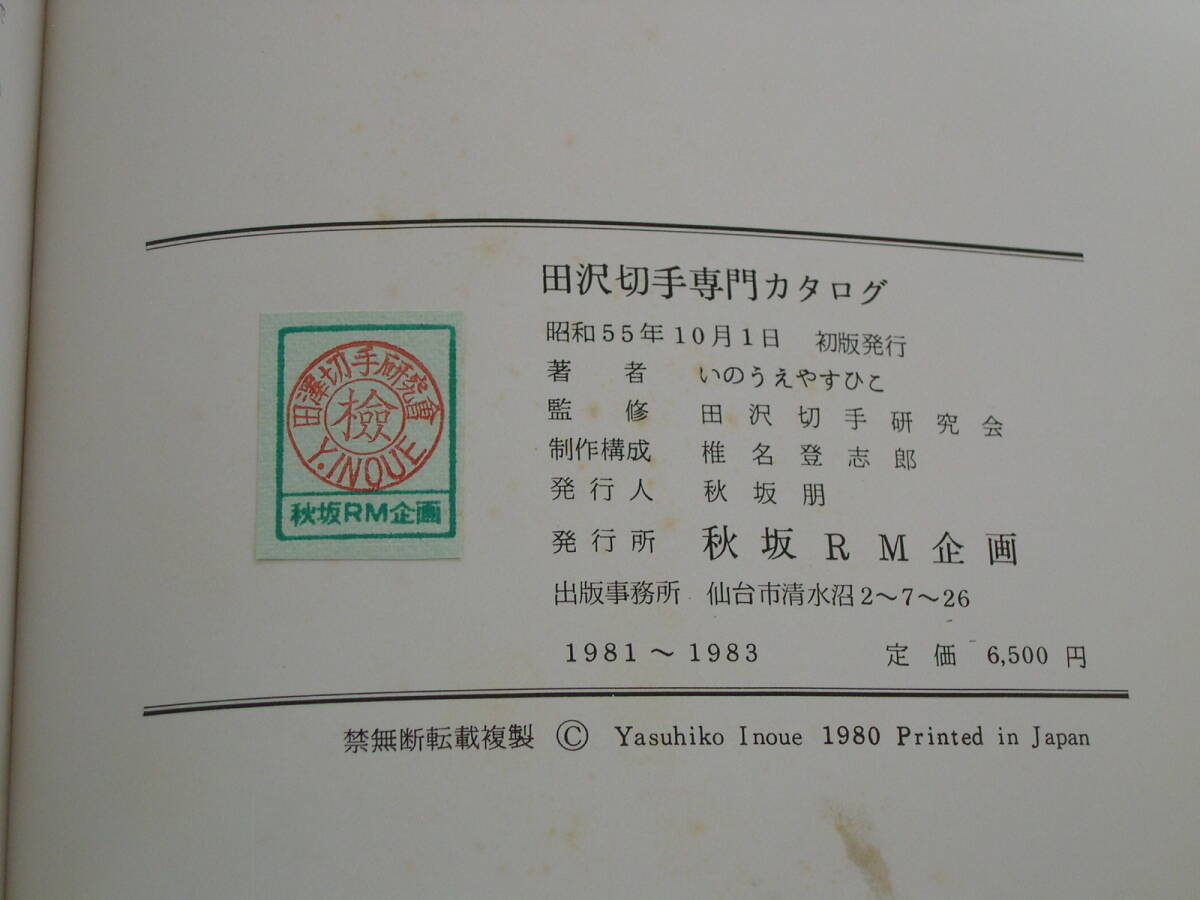 田沢切手専門カタログ
昭和55年10月1日 初版発行
著者 いのうえやすひこ
監修 田沢切手研究会
制作構成 椎名登志郎
発行人 秋坂朋
発行所 秋坂RM企画
出版事務所 仙台市清水沼2〜7〜26
1981〜1983 定価 6,500円
禁無断転載複製 © Yasuhiko Inoue 1980 Printed in Japan
田澤切手研究會
檢
Y.INOUE
秋坂RM企画